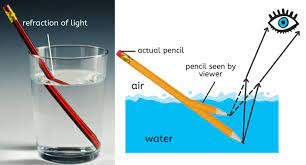 refraction of light
actual pencil
pencil seen by
viewer
air
water